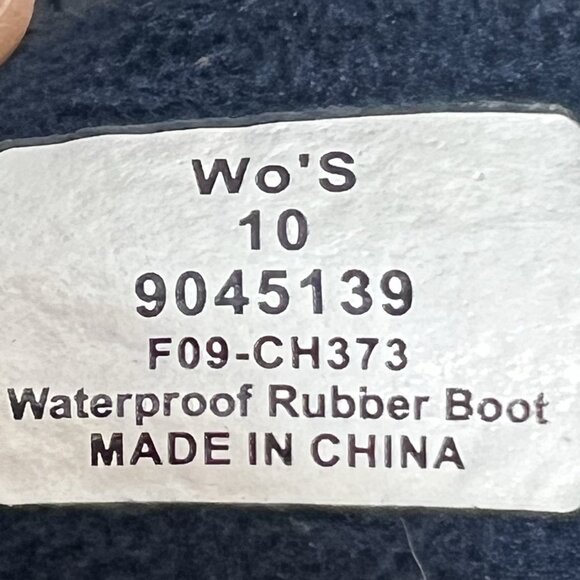 Wo'S
10
9045139
F09-CH373
Waterproof Rubber Boot
MADE IN CHINA